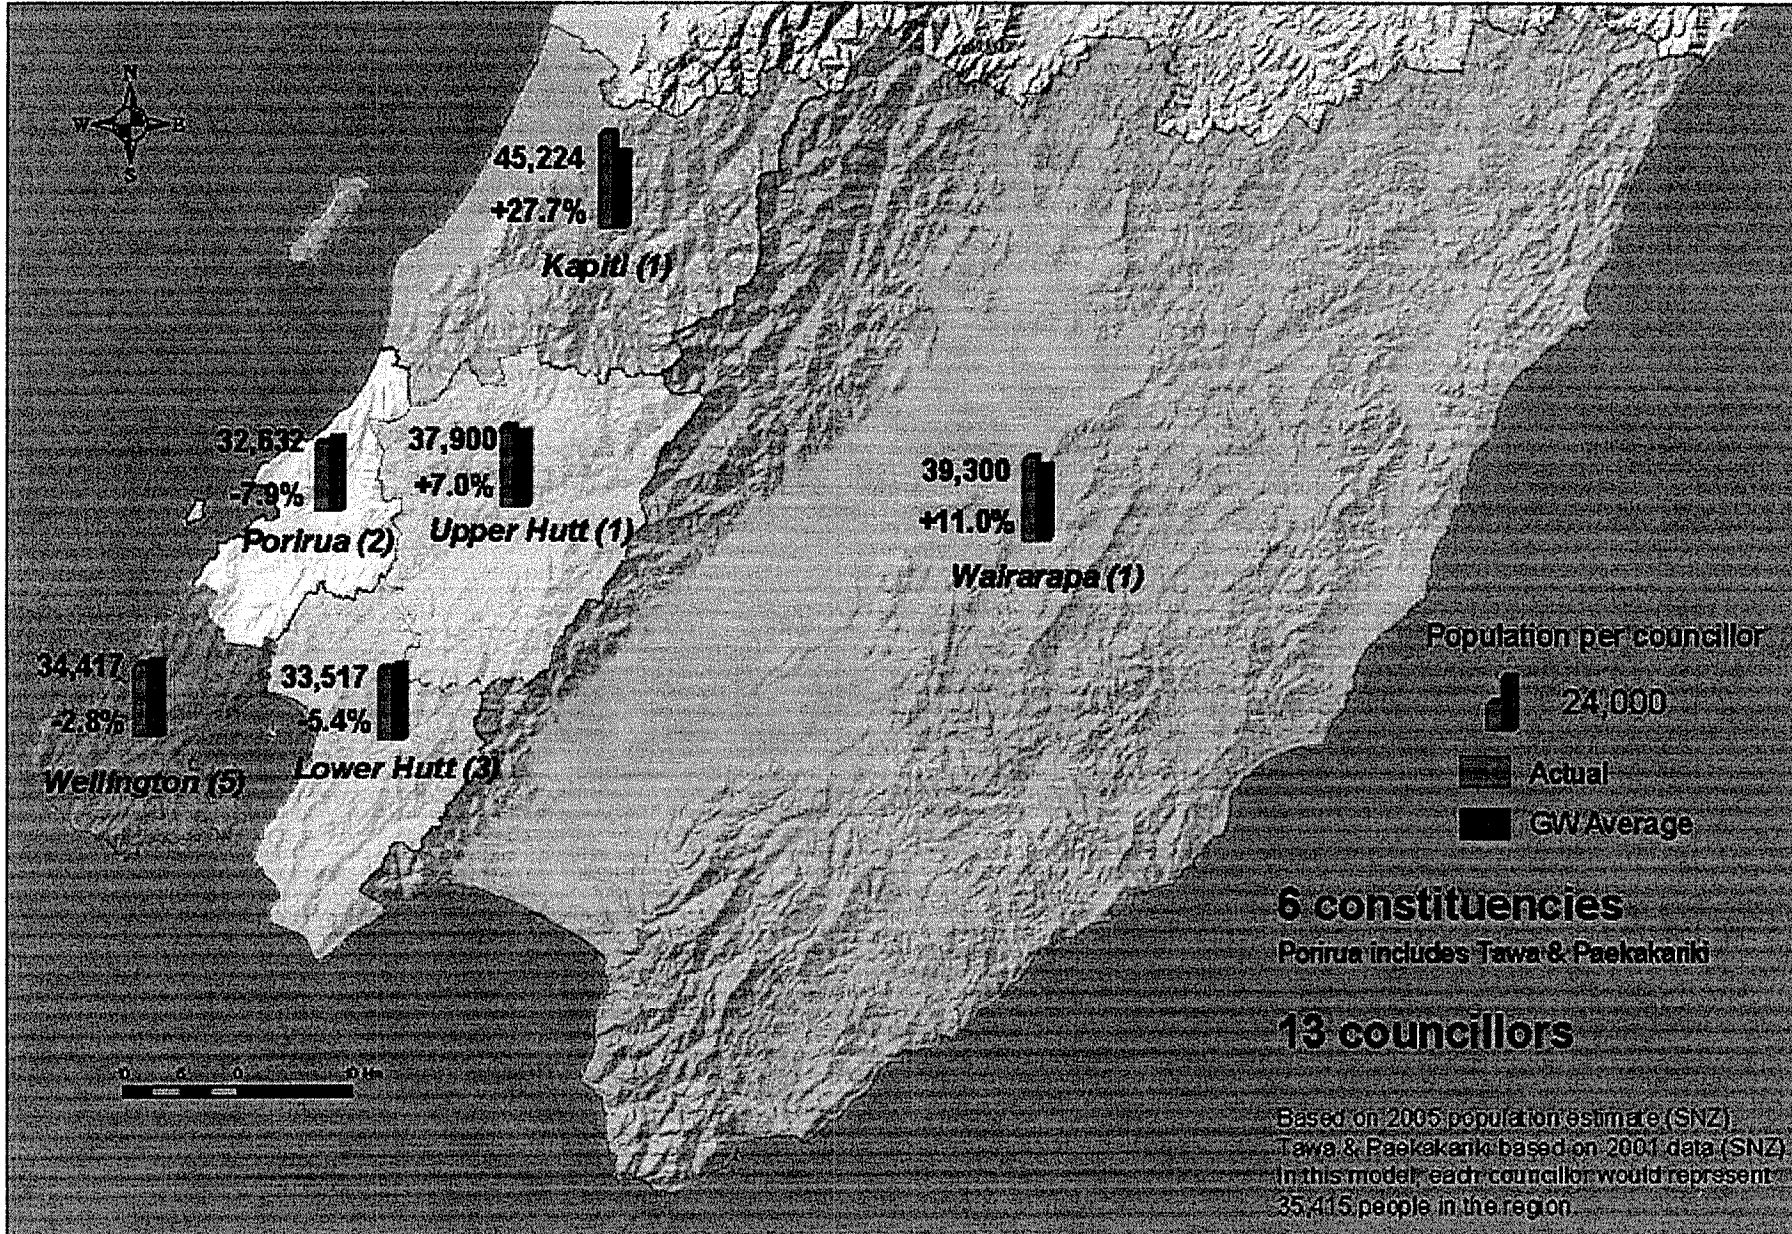 N
W E
S
45,224
+27.7%
Kapiti (1)
32,632
-7.9%
Porirua (2)
37,900
+7.0%
Upper Hutt (1)
39,300
+11.0%
Wairarapa (1)
34,417
-2.8%
Wellington (5)
33,517
-5.4%
Lower Hutt (3)
Population per councillor
24,000
Actual
GW Average
6 constituencies
Porirua includes Tawa & Paekakariki
13 councillors
Based on 2005 population estimate (SNZ)
Tawa & Paekakariki based on 2001 data (SNZ)
In this model, each councillor would represent
35,415 people in the region